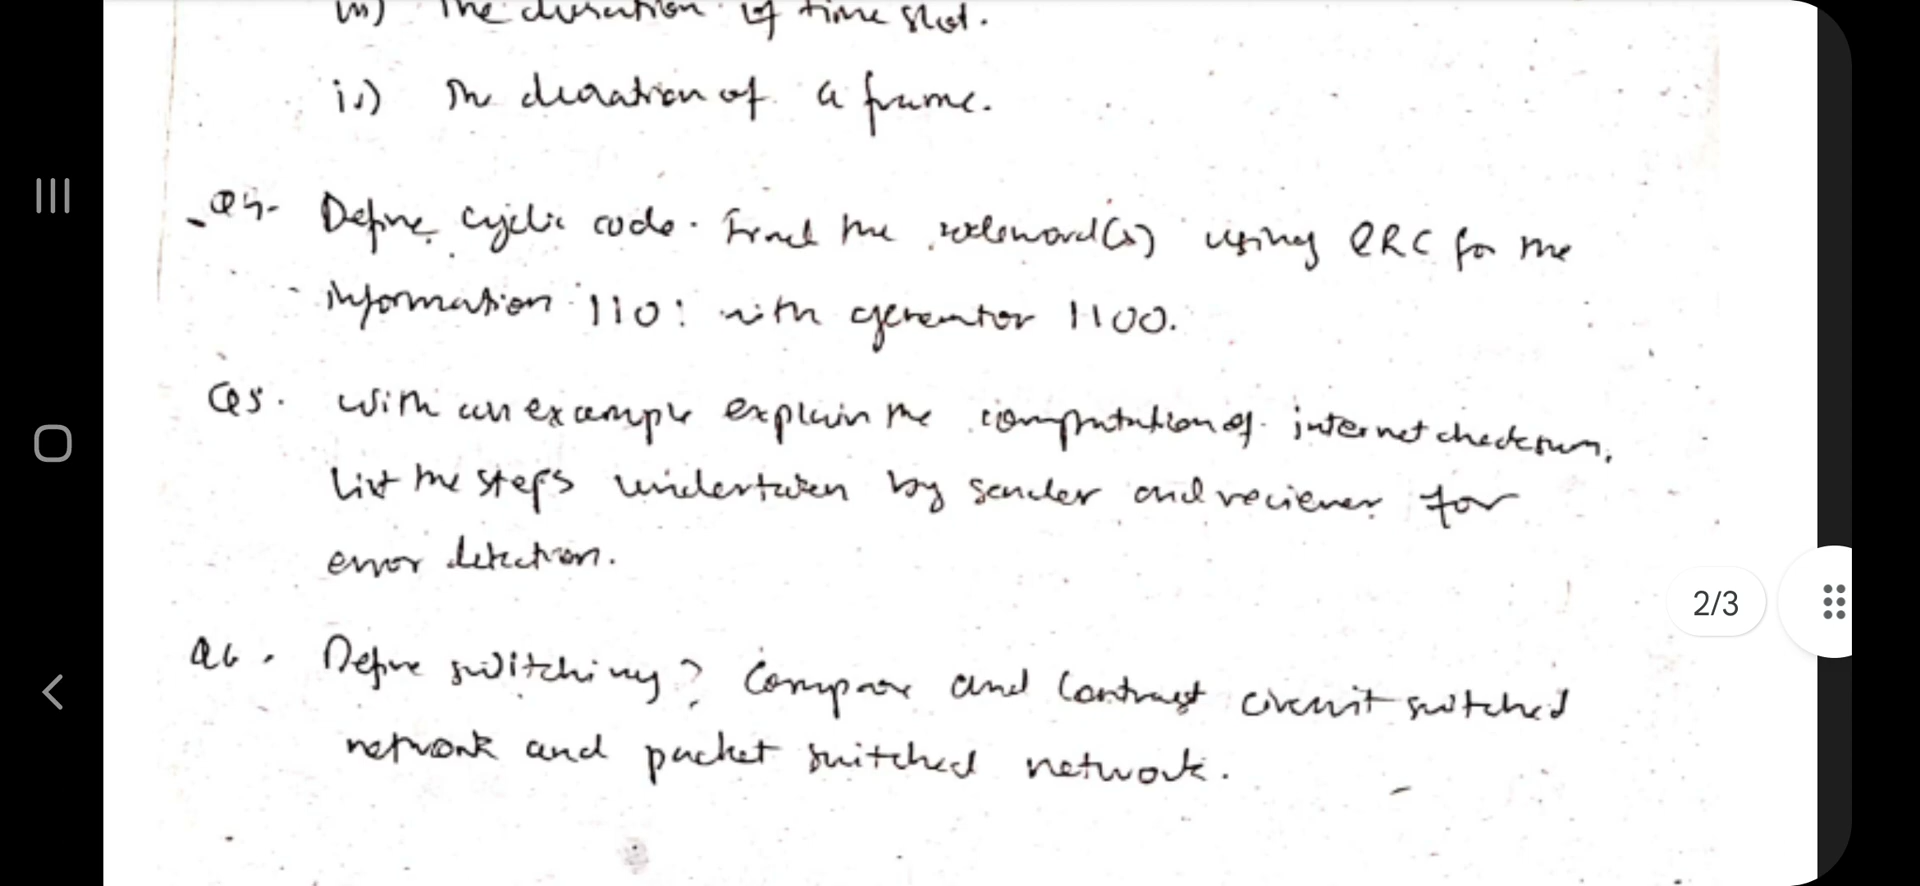 iii) The duration of time slot.
iv) The duration of a frame.
Q4. Define cyclic code. Find the codeword(s) using CRC for the
information 110! with generator 1100.
Q5. With an example explain the computation of internet checksum.
List the steps undertaken by sender and reciever for
error detection.
2/3
Q6. Define switching? Compare and Contrast circuit switched
network and packet switched network.